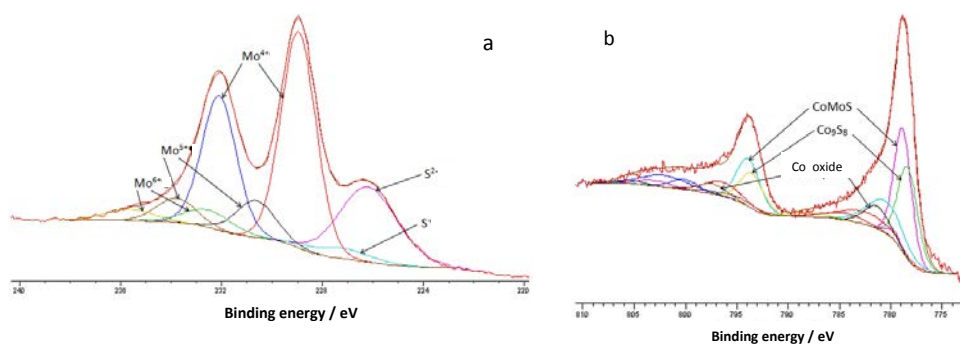 a
Mo⁴⁺
Mo⁵⁺
Mo⁶⁺
S²⁻
240 236 232 228 224 220
Binding energy / eV
b
CoMoS
Co₉S₈
Co oxide
810 805 800 795 790 785 780 775
Binding energy / eV